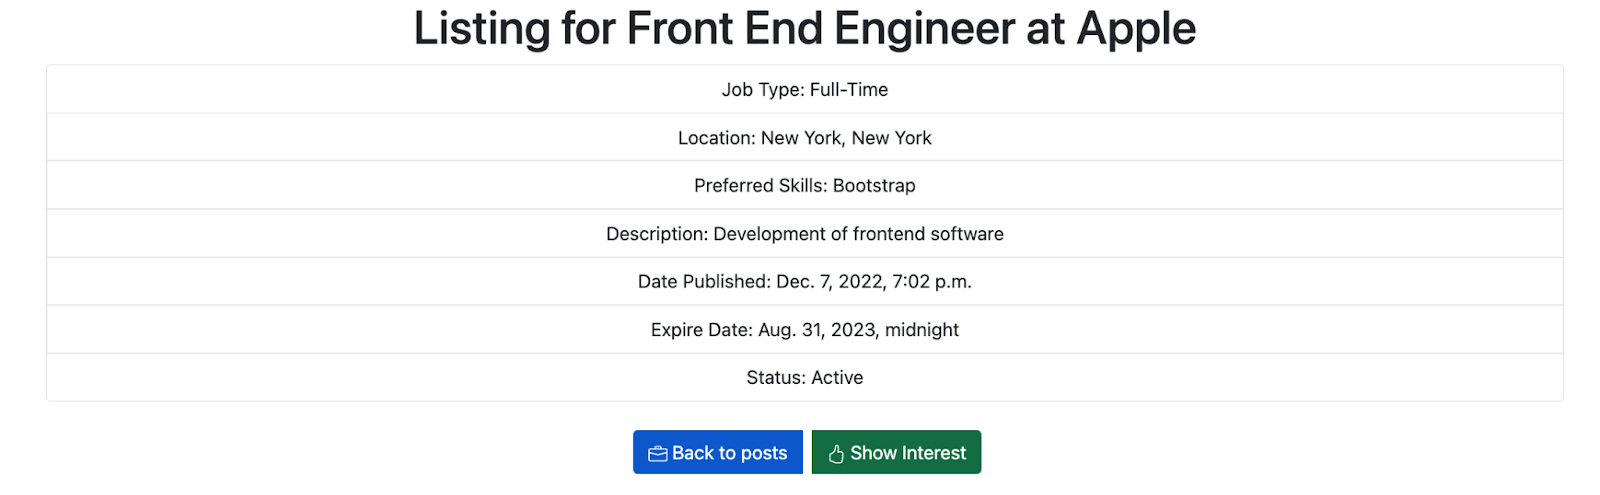 Listing for Front End Engineer at Apple
Job Type: Full-Time
Location: New York, New York
Preferred Skills: Bootstrap
Description: Development of frontend software
Date Published: Dec. 7, 2022, 7:02 p.m.
Expire Date: Aug. 31, 2023, midnight
Status: Active
Back to posts Show Interest